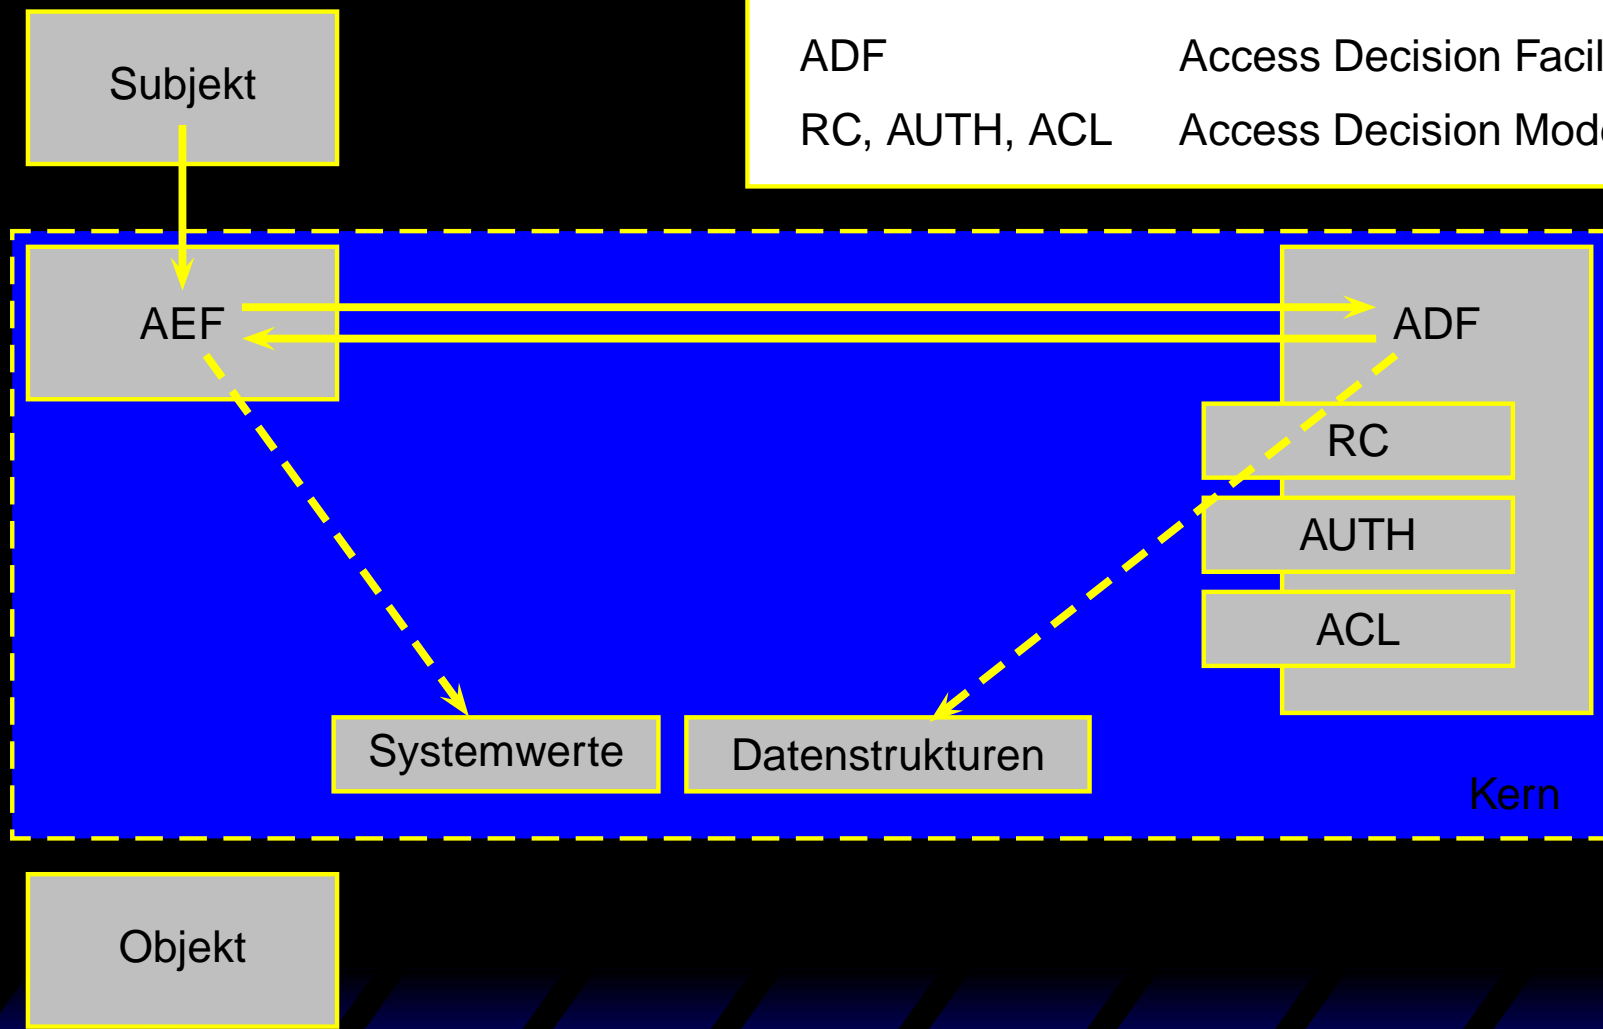 ADF Access Decision Facil
RC, AUTH, ACL Access Decision Mod
Subjekt
AEF
ADF
RC
AUTH
ACL
Systemwerte
Datenstrukturen
Kern
Objekt